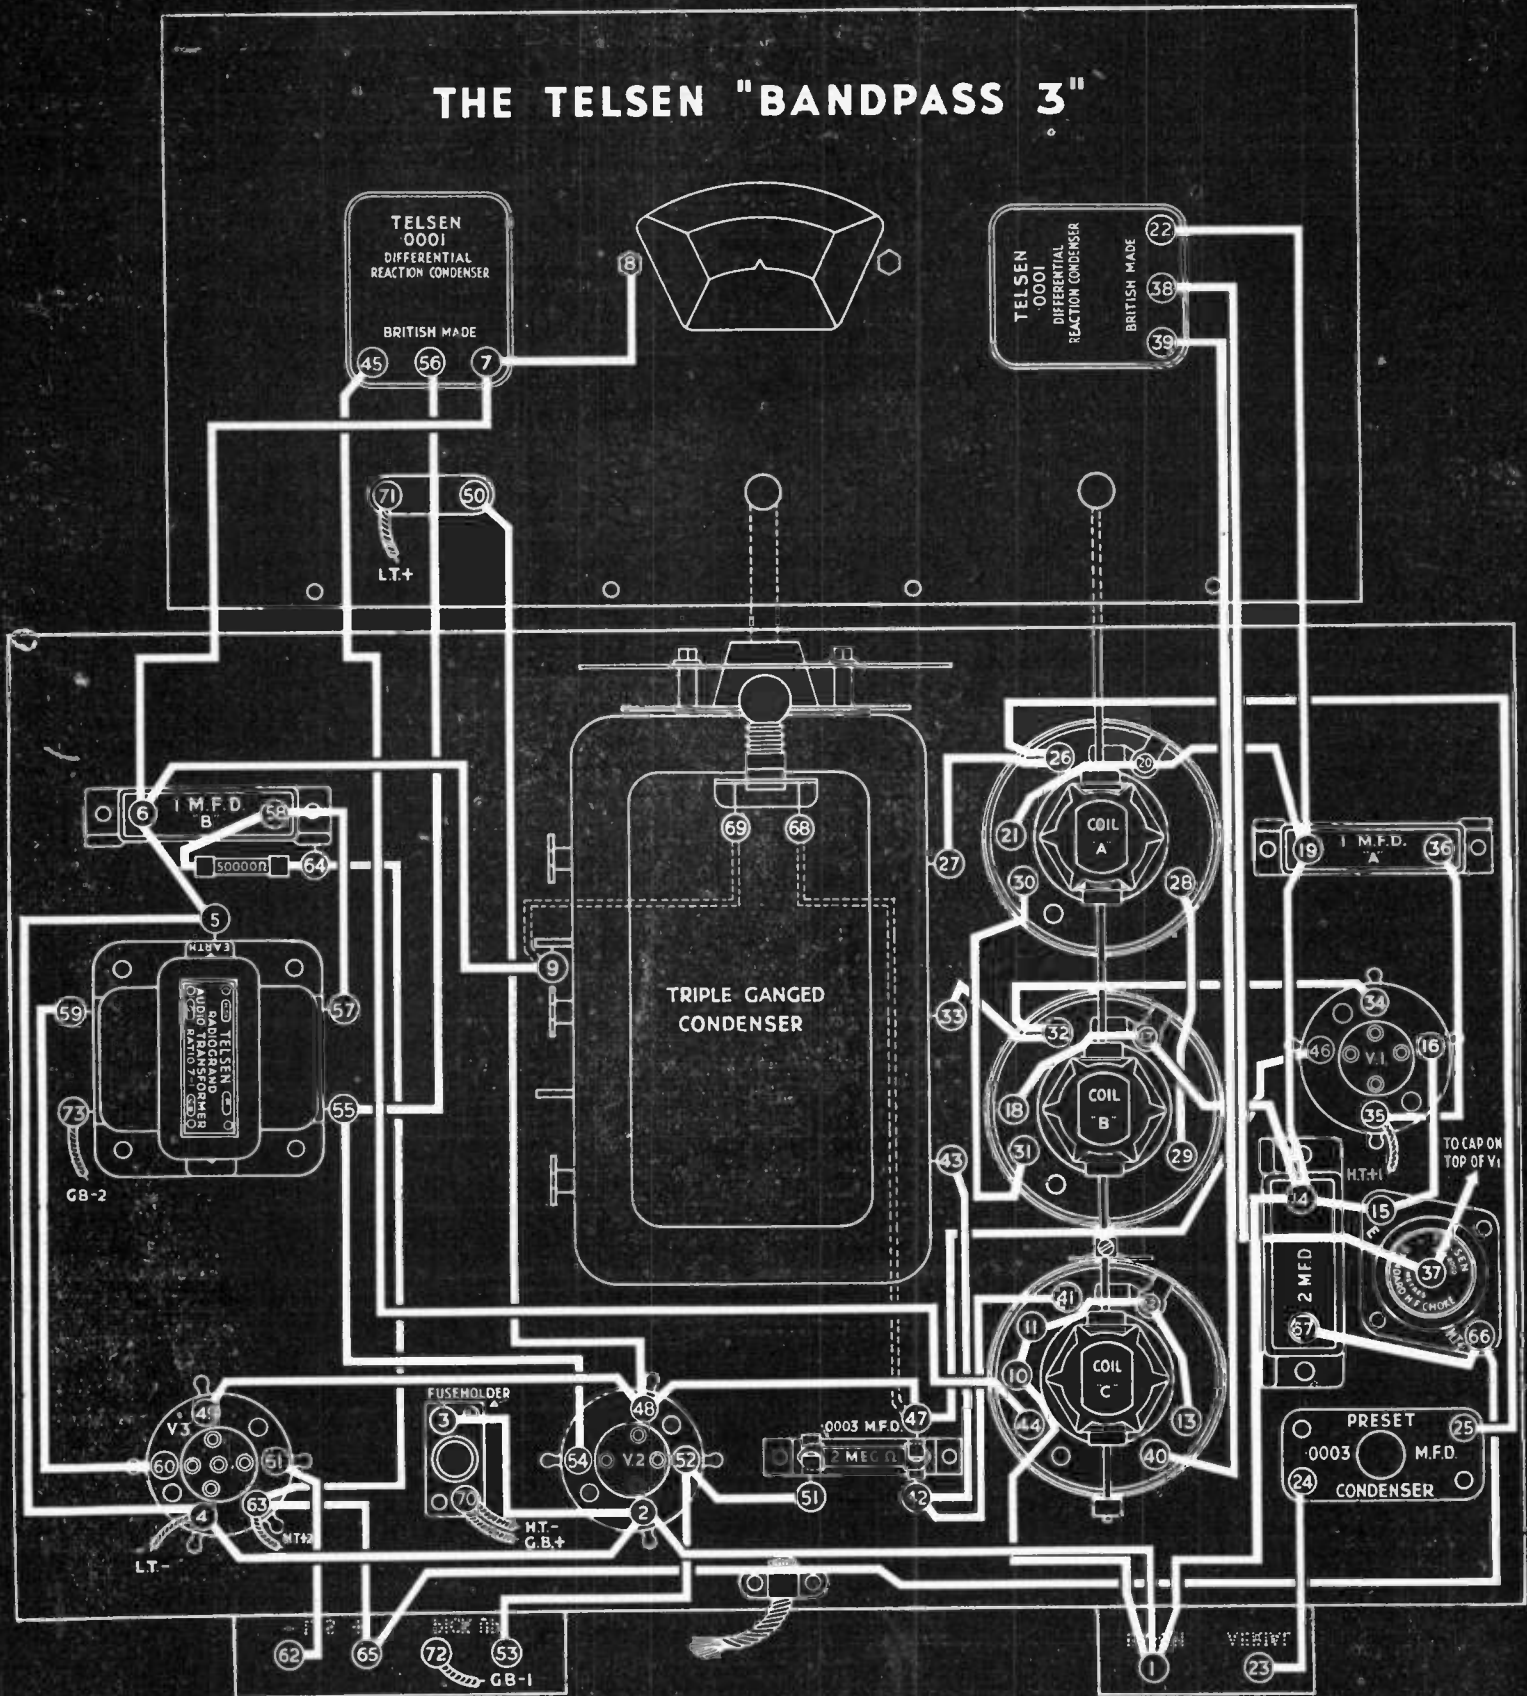 THE TELSEN "BANDPASS 3"
TELSEN
·0001
DIFFERENTIAL
REACTION CONDENSER
BRITISH MADE
45 56 7
8
TELSEN
·0001
DIFFERENTIAL
REACTION CONDENSER
BRITISH MADE
22
38
39
71 50
L.T.+
6 1 M.F.D. 58
"B"
50000Ω 64
5
EARTH
TELSEN
RADIOGRAND
AUDIO TRANSFORMER
RATIO 7-1
59 57
73 55
GB-2
69 68
9
TRIPLE GANGED
CONDENSER
27
33
43
26 20
21
COIL
"A"
30 28
32
18
COIL
"B"
31 29
41
11
10
COIL
"C"
44 13
40
19 1 M.F.D. 36
"A"
34
46 V.1 16
35
H.T.+1
TO CAP ON
TOP OF V1
14 15
E
2 MFD
37
H.F. CHOKE
67 66
PRESET 25
·0003 M.F.D.
24 CONDENSER
V3 49
60 61
63
4
H.T.+2
L.T.-
FUSEHOLDER
3
70
H.T.-
G.B.+
48
54 V.2 52
2
·0003 M.F.D. 47
2 MEG Ω
51 42
62 65 72 53
GB-1
1 23